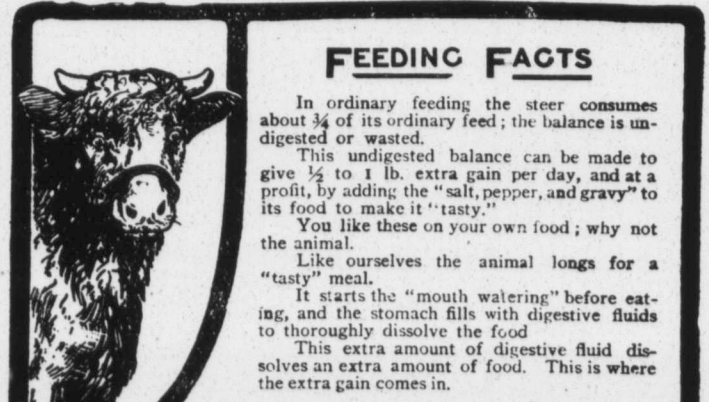 FEEDING FACTS
In ordinary feeding the steer consumes
about ¾ of its ordinary feed; the balance is un-
digested or wasted.
This undigested balance can be made to
give ½ to 1 lb. extra gain per day, and at a
profit, by adding the "salt, pepper, and gravy" to
its food to make it "tasty."
You like these on your own food; why not
the animal.
Like ourselves the animal longs for a
"tasty" meal.
It starts the "mouth watering" before eat-
ing, and the stomach fills with digestive fluids
to thoroughly dissolve the food
This extra amount of digestive fluid dis-
solves an extra amount of food. This is where
the extra gain comes in.